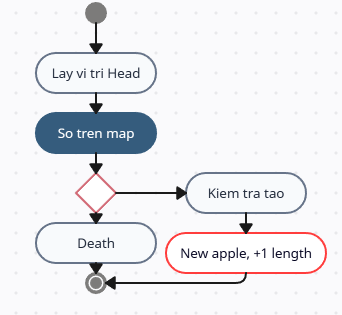 Lay vi tri Head
So tren map
Kiem tra tao
Death
New apple, +1 length